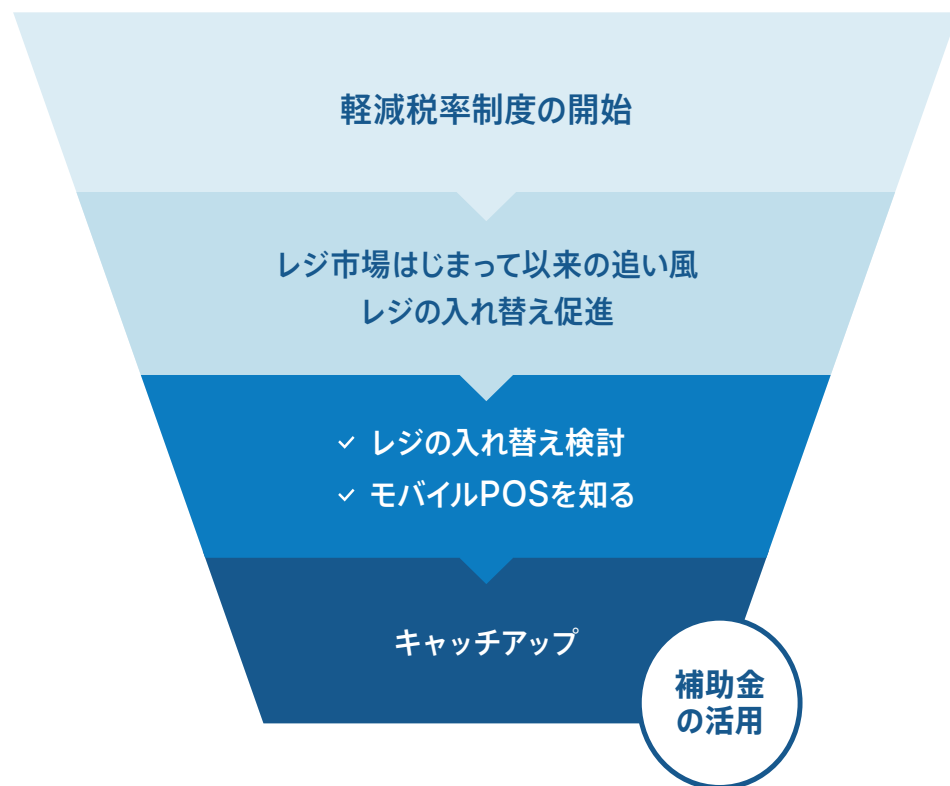 軽減税率制度の開始
レジ市場はじまって以来の追い風
レジの入れ替え促進
✓ レジの入れ替え検討
✓ モバイルPOSを知る
キャッチアップ
補助金
の活用